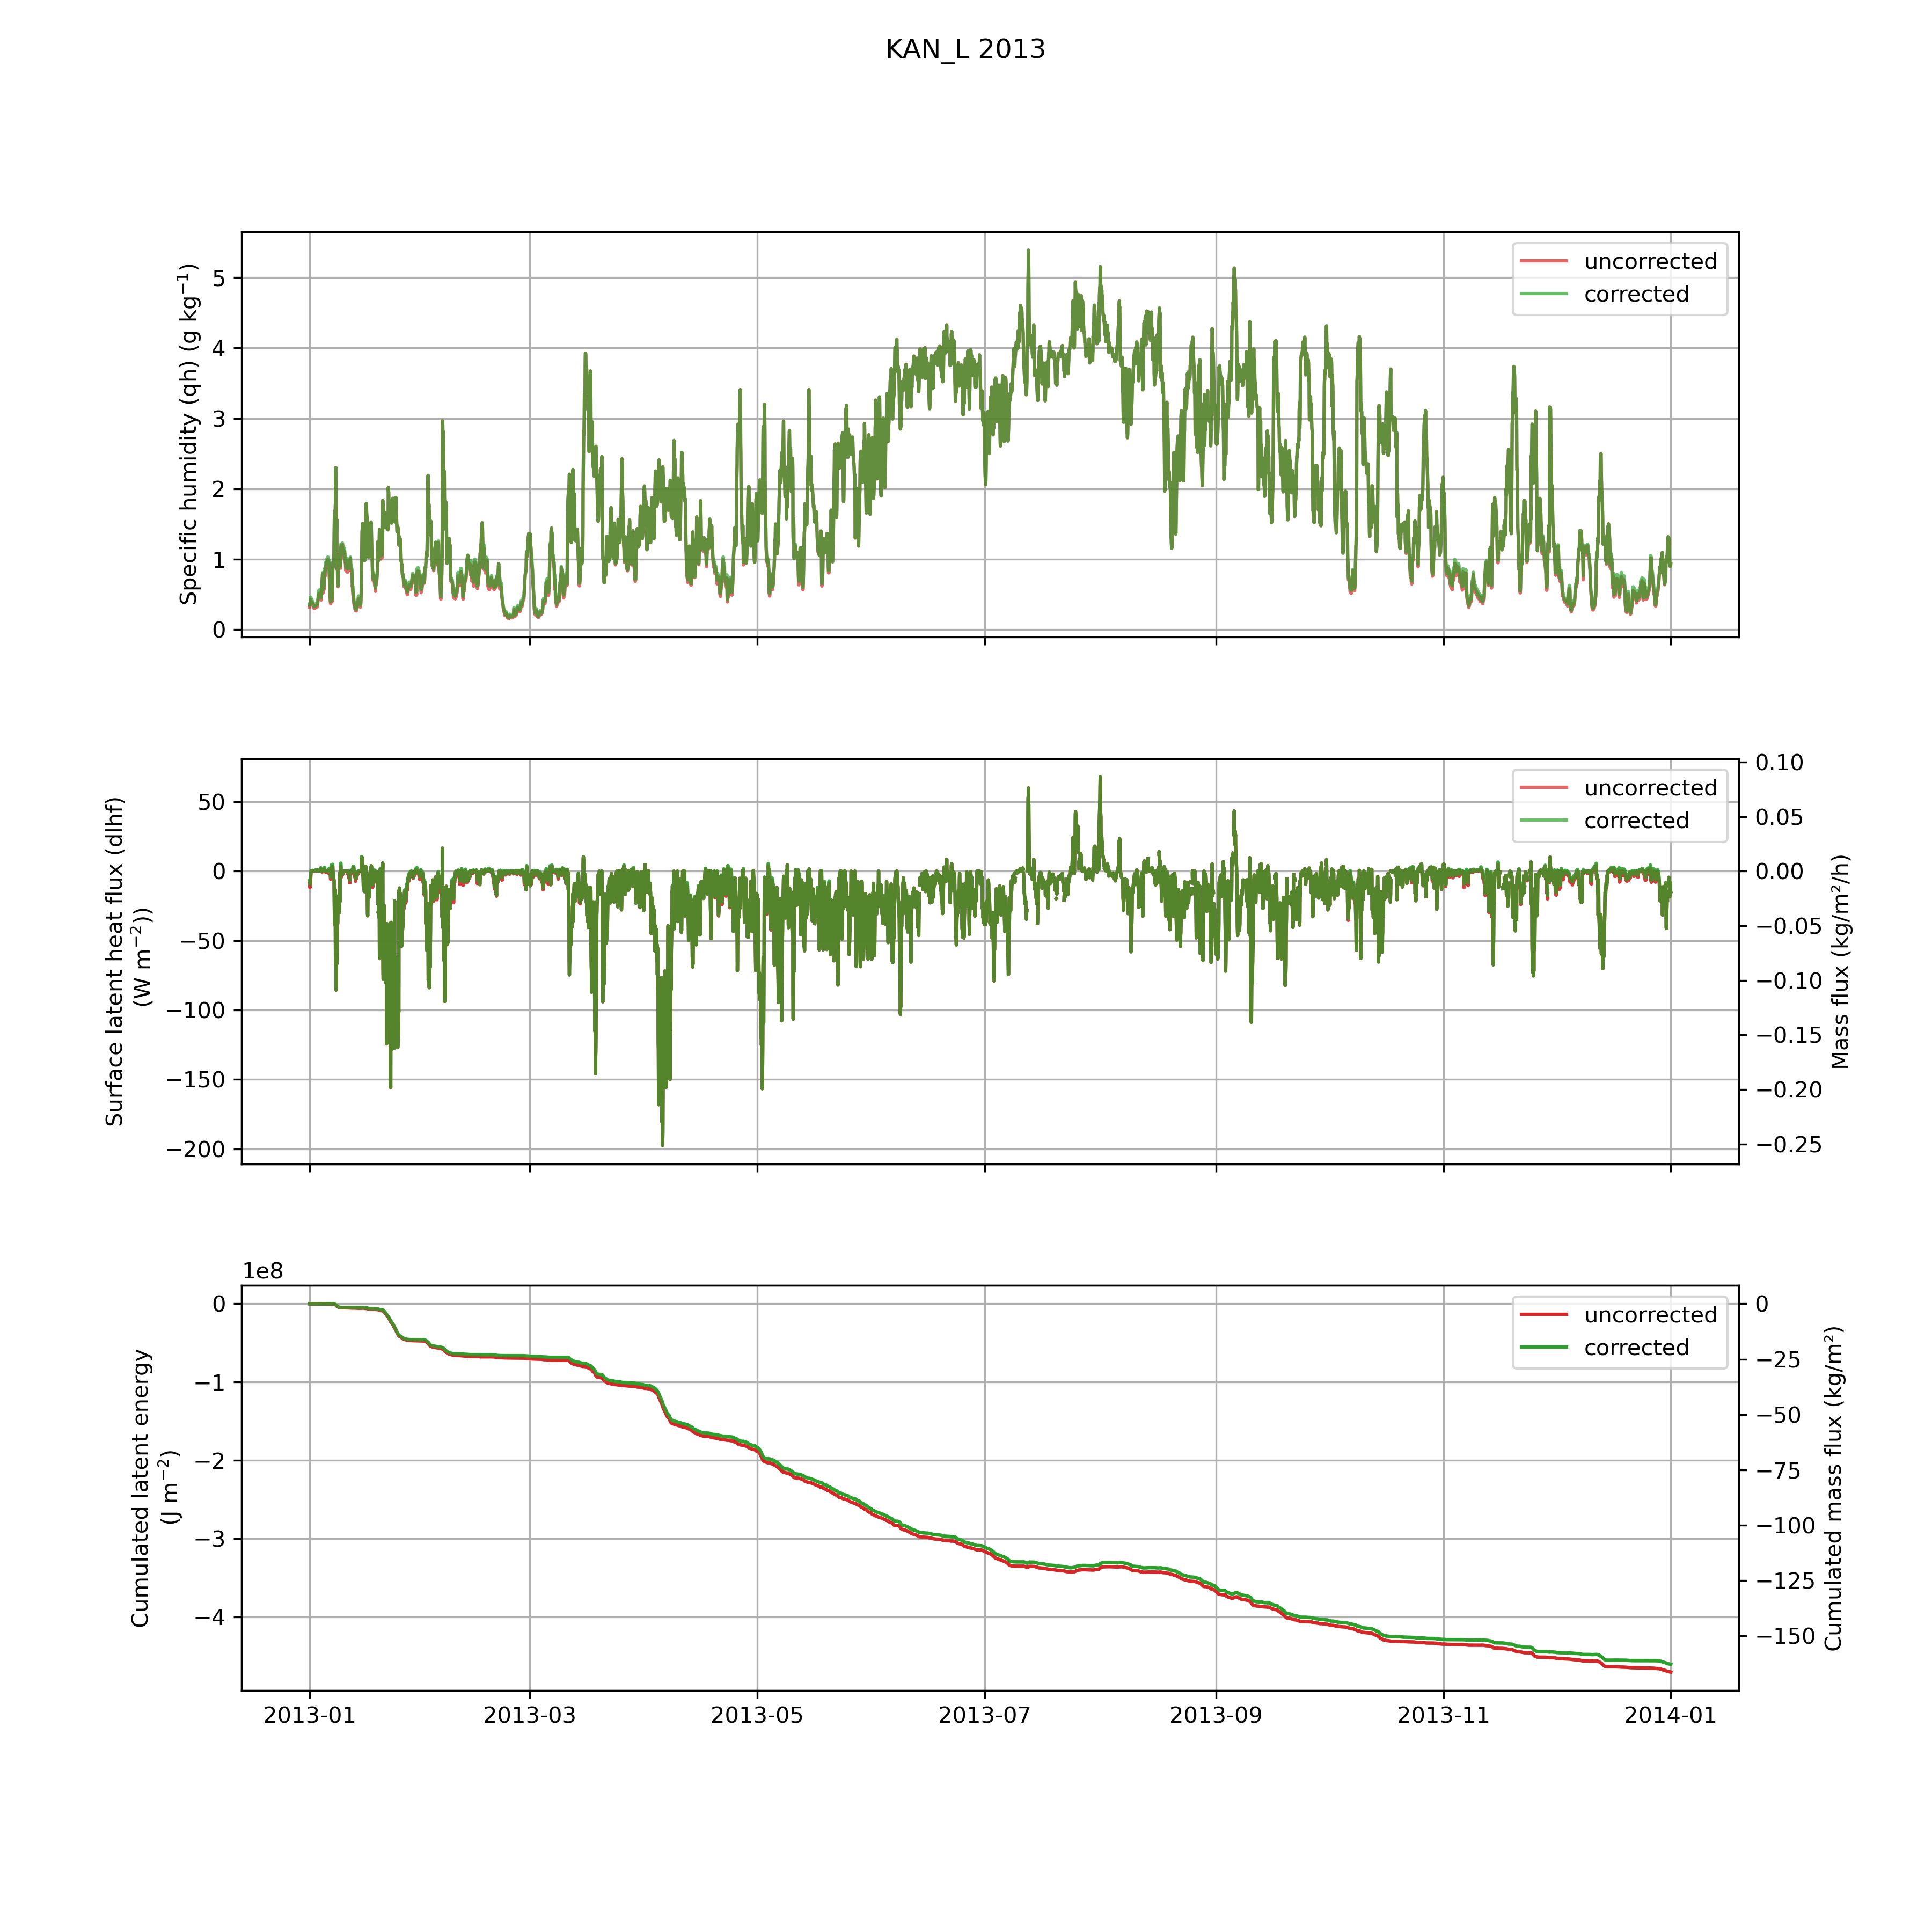 KAN_L 2013
Specific humidity (qh) (g kg⁻¹)
5
4
3
2
1
0
uncorrected
corrected
Surface latent heat flux (dlhf)
(W m⁻²))
50
0
−50
−100
−150
−200
uncorrected
corrected
0.10
0.05
0.00
−0.05
−0.10
−0.15
−0.20
−0.25
Mass flux (kg/m²/h)
1e8
Cumulated latent energy
(J m⁻²)
0
−1
−2
−3
−4
uncorrected
corrected
0
−25
−50
−75
−100
−125
−150
Cumulated mass flux (kg/m²)
2013-01 2013-03 2013-05 2013-07 2013-09 2013-11 2014-01